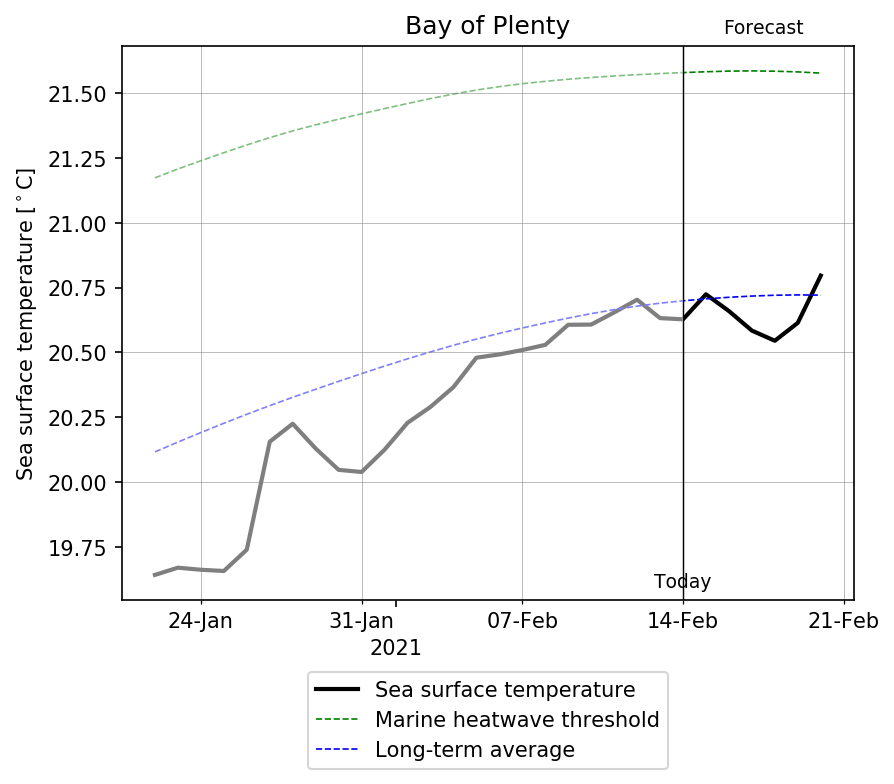 Bay of Plenty
Forecast
Sea surface temperature [°C]
21.50
21.25
21.00
20.75
20.50
20.25
20.00
19.75
Today
24-Jan
31-Jan
07-Feb
14-Feb
21-Feb
2021
Sea surface temperature
Marine heatwave threshold
Long-term average